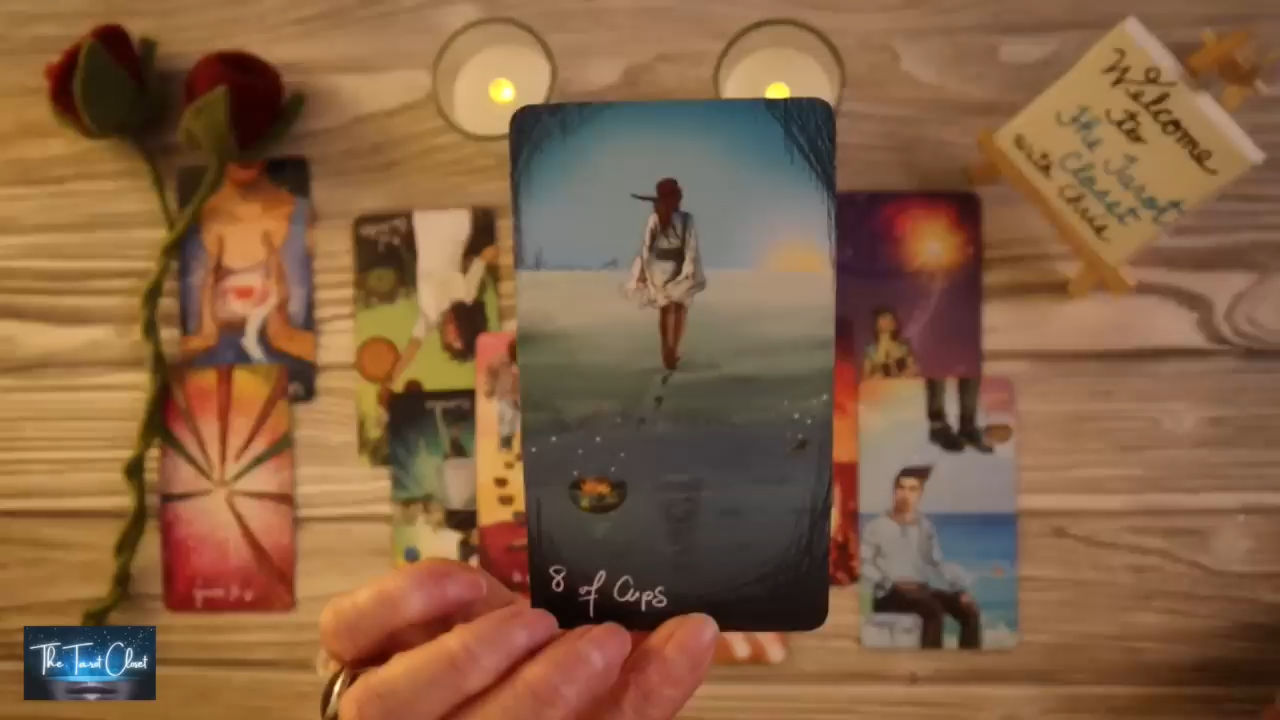 Welcome
to
The Tarot
Closet
with Chris
8 of Cups
The Tarot Closet